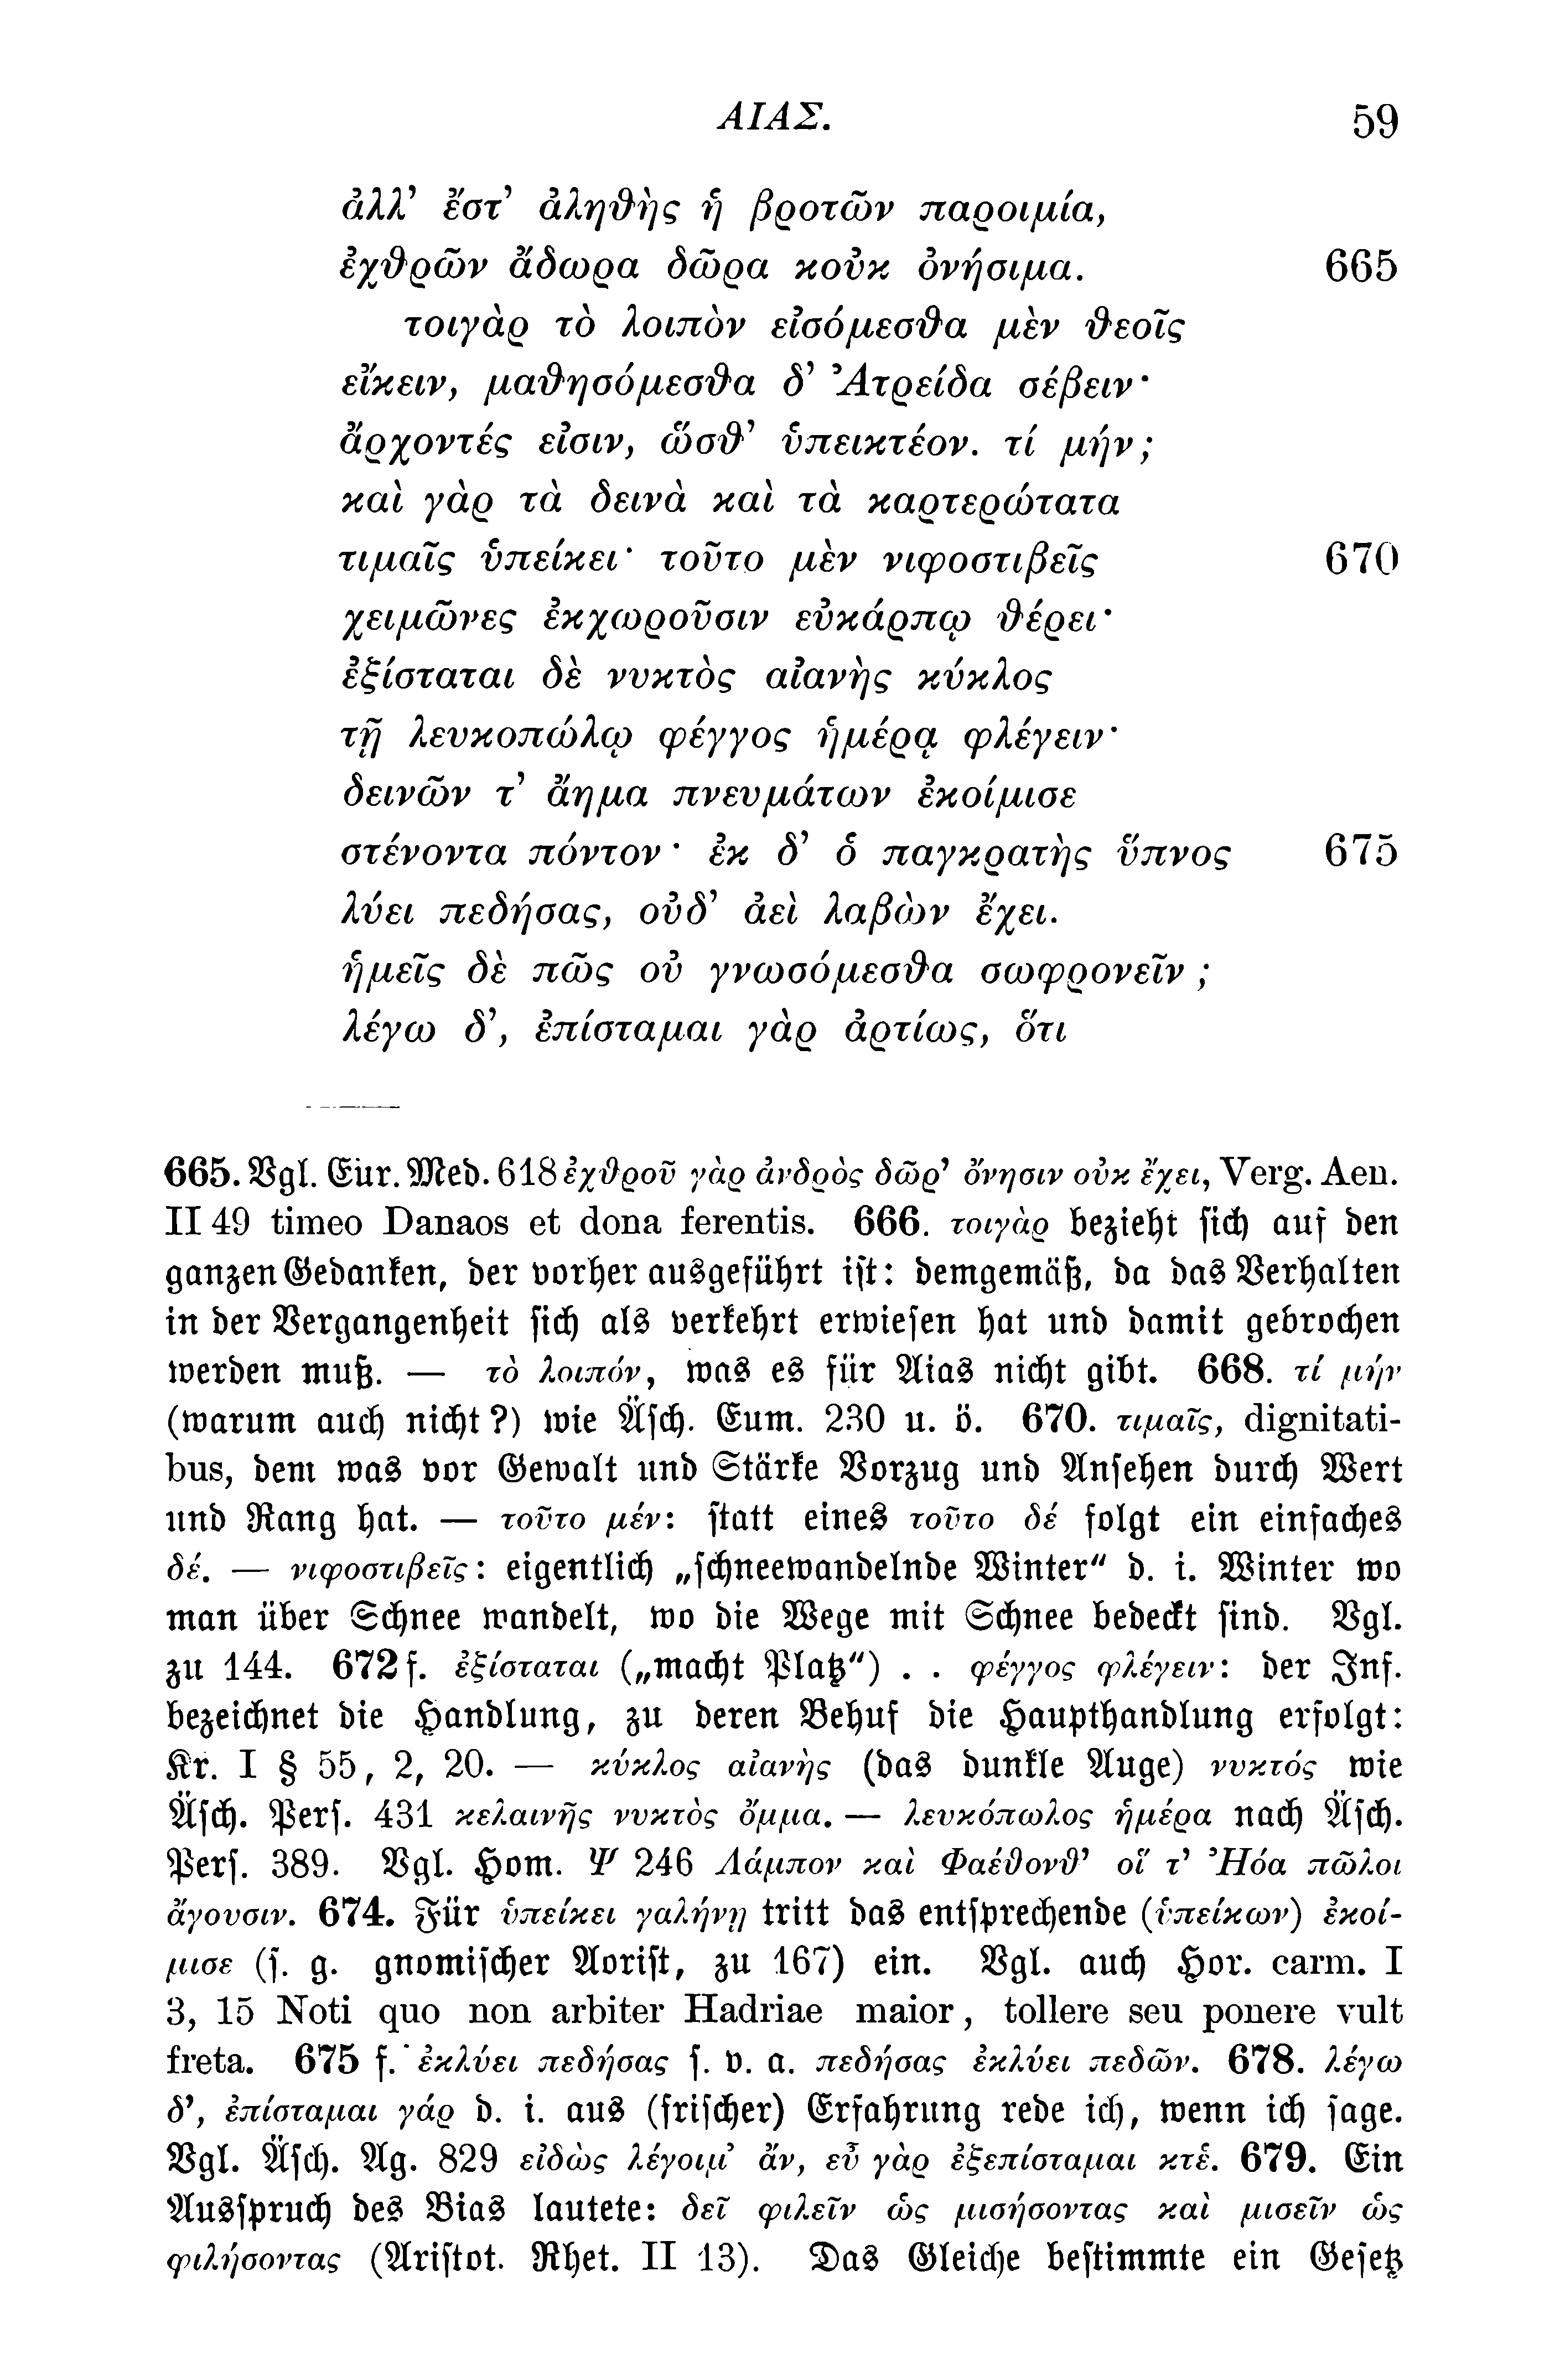 ΑΙΑΣ. 59
ἀλλ’ ἔστ’ ἀληθὴς ἡ βροτῶν παροιμία,
ἐχθρῶν ἄδωρα δῶρα κοὐκ ὀνήσιμα. 665
τοιγὰρ τὸ λοιπὸν εἰσόμεσθα μὲν θεοῖς
εἴκειν, μαθησόμεσθα δ’ Ἀτρείδα σέβειν·
ἄρχοντές εἰσιν, ὥσθ’ ὑπεικτέον. τί μήν;
καὶ γὰρ τὰ δεινὰ καὶ τὰ καρτερώτατα
τιμαῖς ὑπείκει· τοῦτο μὲν νιφοστιβεῖς 670
χειμῶνες ἐκχωροῦσιν εὐκάρπῳ θέρει·
ἐξίσταται δὲ νυκτὸς αἰανὴς κύκλος
τῇ λευκοπώλῳ φέγγος ἡμέρᾳ φλέγειν·
δεινῶν τ’ ἄημα πνευμάτων ἐκοίμισε
στένοντα πόντον· ἐκ δ’ ὁ παγκρατὴς ὕπνος 675
λύει πεδήσας, οὐδ’ ἀεὶ λαβὼν ἔχει.
ἡμεῖς δὲ πῶς οὐ γνωσόμεσθα σωφρονεῖν;
λέγω δ’, ἐπίσταμαι γὰρ ἀρτίως, ὅτι
665. Vgl. Eur. Med. 618 ἐχθροῦ γὰρ ἀνδρὸς δῶρ’ ὄνησιν οὐκ ἔχει, Verg. Aen.
II 49 timeo Danaos et dona ferentis. 666. τοιγὰρ bezieht sich auf den
ganzen Gedanken, der vorher ausgeführt ist: demgemäß, da das Verhalten
in der Vergangenheit sich als verkehrt erwiesen hat und damit gebrochen
werden muß. — τὸ λοιπόν, was es für Aias nicht gibt. 668. τί μήν
(warum auch nicht?) wie Äsch. Eum. 230 u. ö. 670. τιμαῖς, dignitati-
bus, dem was vor Gewalt und Stärke Vorzug und Ansehen durch Wert
und Rang hat. — τοῦτο μέν: statt eines τοῦτο δέ folgt ein einfaches
δέ. — νιφοστιβεῖς: eigentlich „schneewandelnde Winter" d. i. Winter wo
man über Schnee wandelt, wo die Wege mit Schnee bedeckt sind. Vgl.
zu 144. 672 f. ἐξίσταται („macht Platz") . . φέγγος φλέγειν: der Inf.
bezeichnet die Handlung, zu deren Behuf die Haupthandlung erfolgt:
Kr. I § 55, 2, 20. — κύκλος αἰανὴς (das dunkle Auge) νυκτός wie
Äsch. Pers. 431 κελαινῆς νυκτὸς ὄμμα. — λευκόπωλος ἡμέρα nach Äsch.
Pers. 389. Vgl. Hom. Ψ 246 Λάμπον καὶ Φαέθονθ’ οἵ τ’ Ἠόα πῶλοι
ἄγουσιν. 674. Für ὑπείκει γαλήνῃ tritt das entsprechende (ὑπείκων) ἐκοί-
μισε (s. g. gnomischer Aorist, zu 167) ein. Vgl. auch Hor. carm. I
3, 15 Noti quo non arbiter Hadriae maior, tollere seu ponere vult
freta. 675 f. ἐκλύει πεδήσας s. v. a. πεδήσας ἐκλύει πεδῶν. 678. λέγω
δ’, ἐπίσταμαι γάρ d. i. aus (frischer) Erfahrung rede ich, wenn ich sage.
Vgl. Äsch. Ag. 829 εἰδὼς λέγοιμ’ ἄν, εὖ γὰρ ἐξεπίσταμαι κτἑ. 679. Ein
Ausspruch des Bias lautete: δεῖ φιλεῖν ὡς μισήσοντας καὶ μισεῖν ὡς
φιλήσοντας (Aristot. Rhet. II 13). Das Gleiche bestimmte ein Gesetz